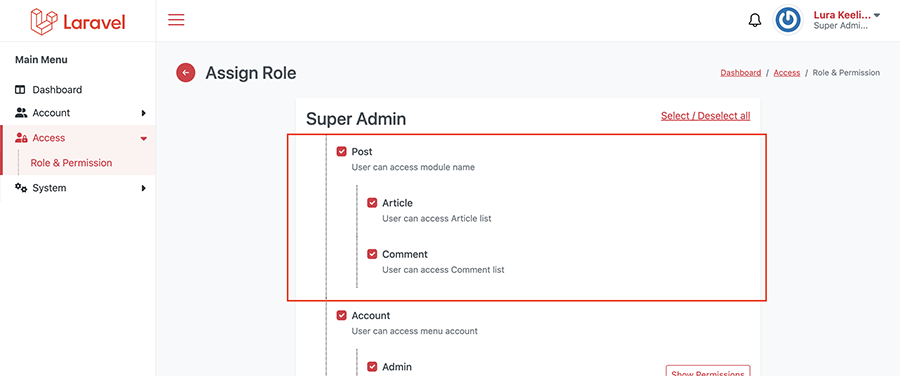 Laravel
Lura Keeli...
Super Admi...
Main Menu
Dashboard
Account
Access
Role & Permission
System
Assign Role
Dashboard / Access / Role & Permission
Super Admin
Select / Deselect all
Post
User can access module name
Article
User can access Article list
Comment
User can access Comment list
Account
User can access menu account
Admin
Show Permissions